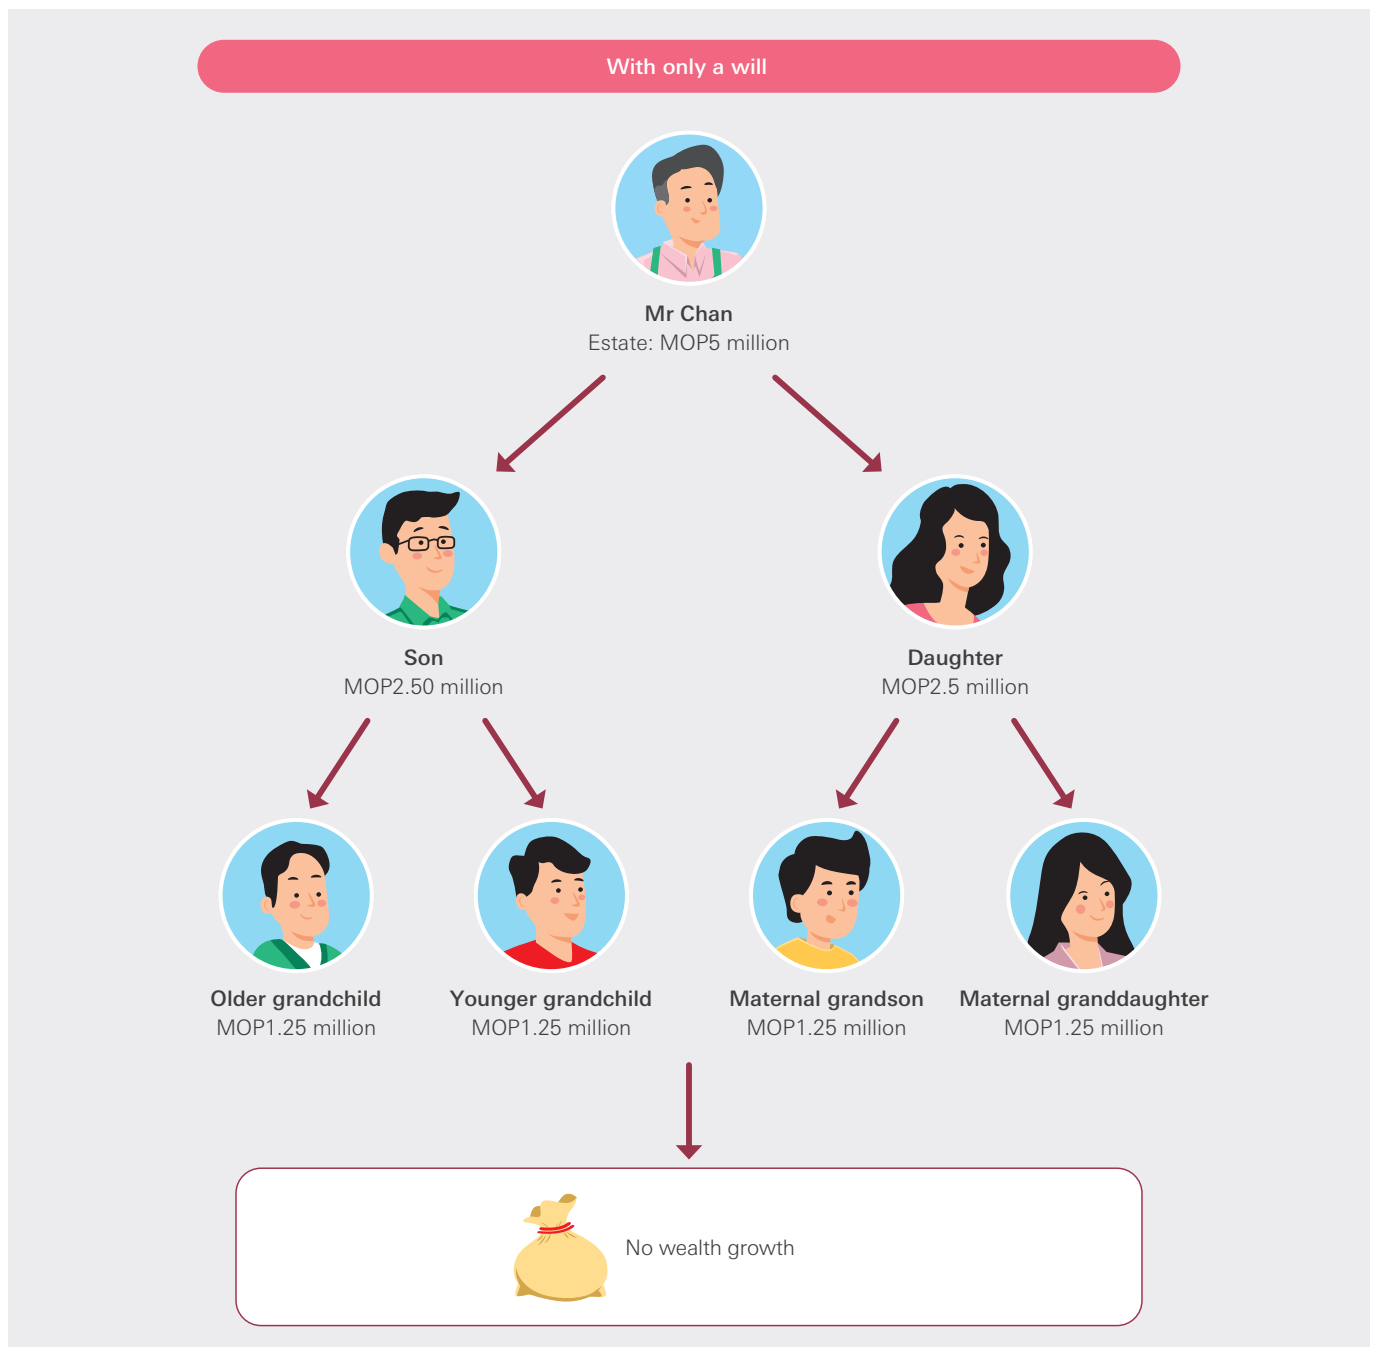 With only a will
Mr Chan
Estate: MOP5 million
Son
MOP2.50 million
Daughter
MOP2.5 million
Older grandchild
MOP1.25 million
Younger grandchild
MOP1.25 million
Maternal grandson
MOP1.25 million
Maternal granddaughter
MOP1.25 million
No wealth growth